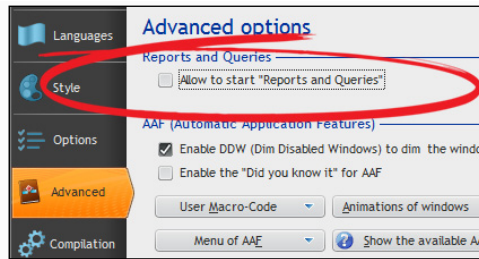 Languages
Style
Options
Advanced
Compilation
Advanced options
Reports and Queries
Allow to start "Reports and Queries"
AAF (Automatic Application Features)
Enable DDW (Dim Disabled Windows) to dim the windo
Enable the "Did you know it" for AAF
User Macro-Code
Animations of windows
Menu of AAF
Show the available AA